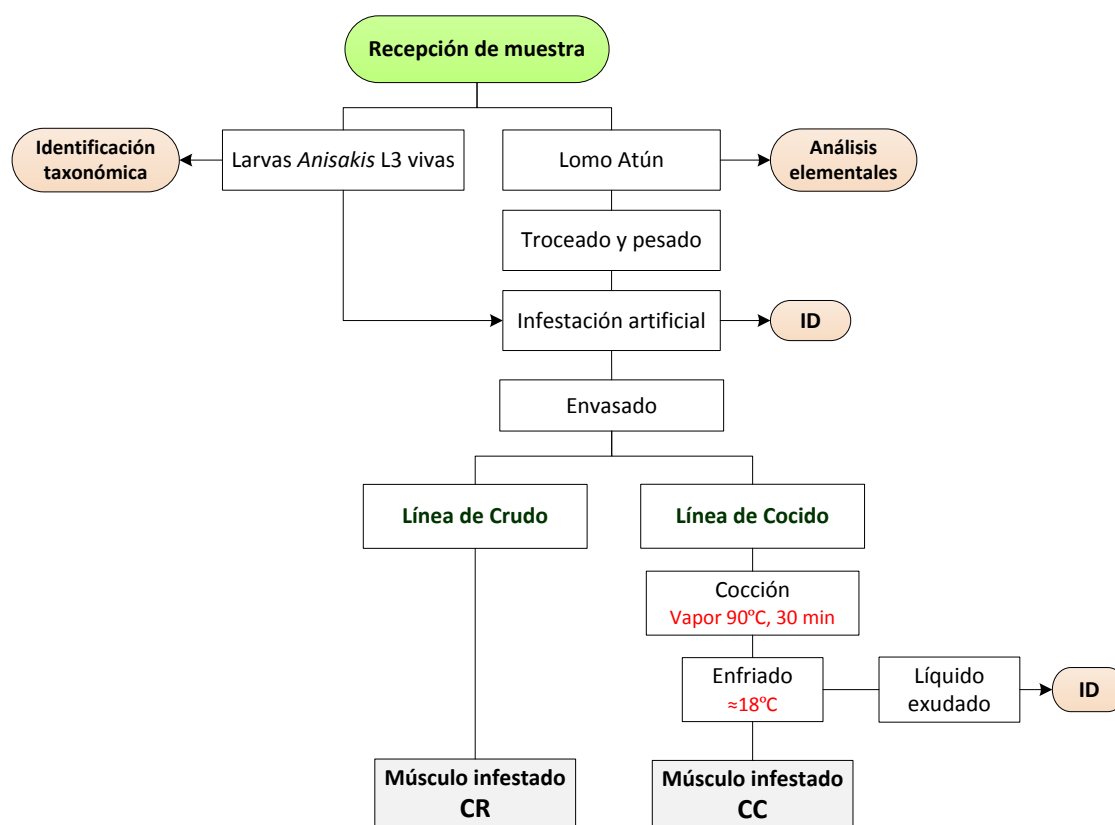 Recepción de muestra
Identificación
taxonómica
Larvas Anisakis L3 vivas
Lomo Atún
Análisis
elementales
Troceado y pesado
Infestación artificial
ID
Envasado
Línea de Crudo
Línea de Cocido
Cocción
Vapor 90ºC, 30 min
Enfriado
≈18ºC
Líquido
exudado
ID
Músculo infestado
CR
Músculo infestado
CC